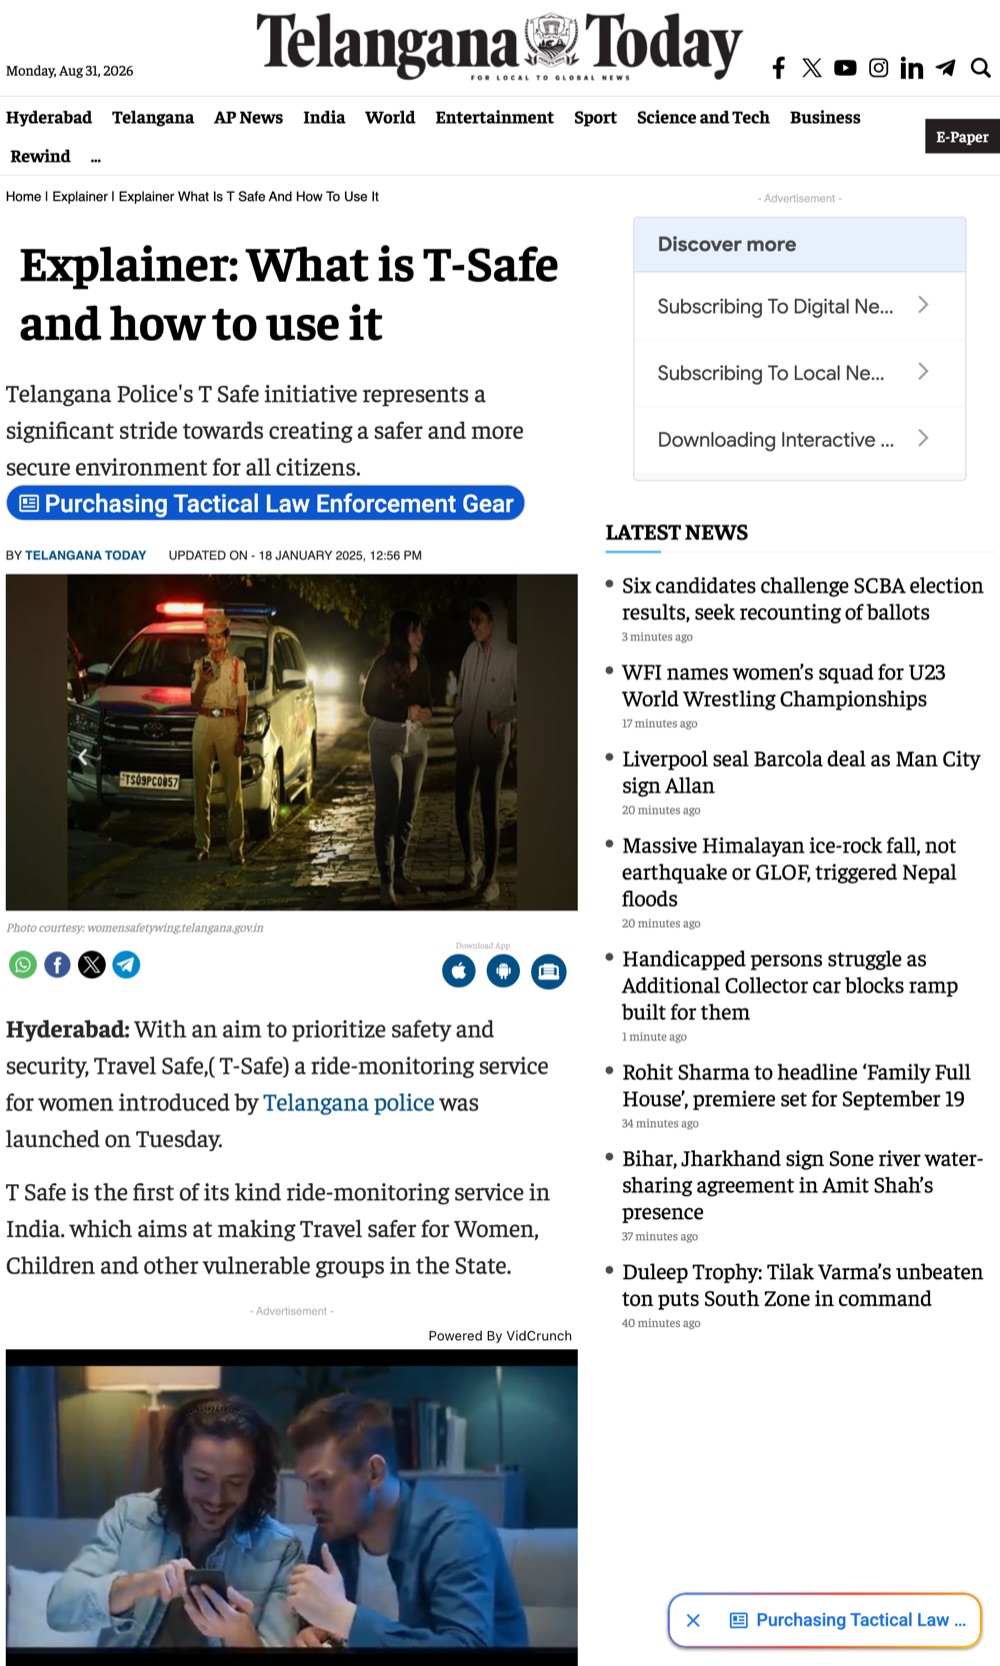 Telangana Today
FOR LOCAL TO GLOBAL NEWS
Monday, Aug 31, 2026
Hyderabad Telangana AP News India World Entertainment Sport Science and Tech Business
Rewind ...
E-Paper
Home | Explainer | Explainer What Is T Safe And How To Use It
Explainer: What is T-Safe
and how to use it
Telangana Police's T Safe initiative represents a
significant stride towards creating a safer and more
secure environment for all citizens.
Purchasing Tactical Law Enforcement Gear
BY TELANGANA TODAY UPDATED ON - 18 JANUARY 2025, 12:56 PM
TS09PC0857
Photo courtesy: womensafetywing.telangana.gov.in
Download App
Hyderabad: With an aim to prioritize safety and
security, Travel Safe,( T-Safe) a ride-monitoring service
for women introduced by Telangana police was
launched on Tuesday.
T Safe is the first of its kind ride-monitoring service in
India. which aims at making Travel safer for Women,
Children and other vulnerable groups in the State.
- Advertisement -
Powered By VidCrunch
- Advertisement -
Discover more
Subscribing To Digital Ne...
Subscribing To Local Ne...
Downloading Interactive ...
LATEST NEWS
Six candidates challenge SCBA election
results, seek recounting of ballots
3 minutes ago
WFI names women’s squad for U23
World Wrestling Championships
17 minutes ago
Liverpool seal Barcola deal as Man City
sign Allan
20 minutes ago
Massive Himalayan ice-rock fall, not
earthquake or GLOF, triggered Nepal
floods
20 minutes ago
Handicapped persons struggle as
Additional Collector car blocks ramp
built for them
1 minute ago
Rohit Sharma to headline ‘Family Full
House’, premiere set for September 19
34 minutes ago
Bihar, Jharkhand sign Sone river water-
sharing agreement in Amit Shah’s
presence
37 minutes ago
Duleep Trophy: Tilak Varma’s unbeaten
ton puts South Zone in command
40 minutes ago
Purchasing Tactical Law ...